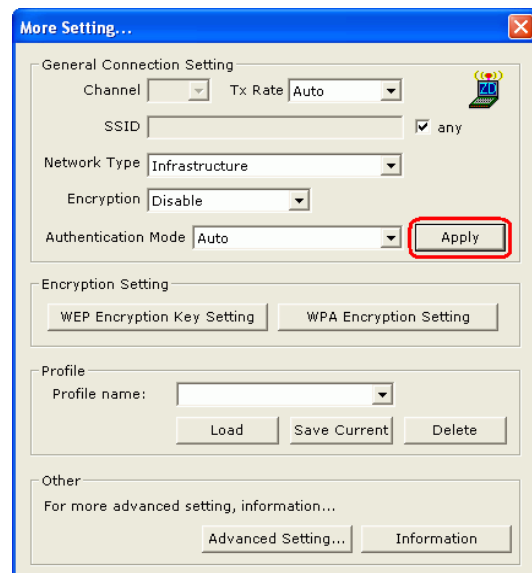 More Setting...
General Connection Setting
Channel Tx Rate Auto
ZD
SSID any
Network Type Infrastructure
Encryption Disable
Authentication Mode Auto Apply
Encryption Setting
WEP Encryption Key Setting WPA Encryption Setting
Profile
Profile name:
Load Save Current Delete
Other
For more advanced setting, information...
Advanced Setting... Information